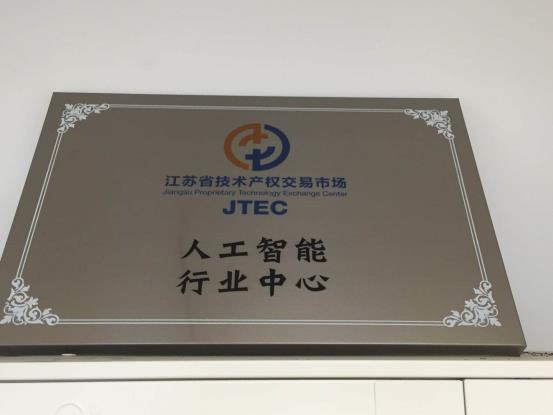 江苏省技术产权交易市场
Jiangsu Proprietary Technology Exchange Center
JTEC
人工智能
行业中心